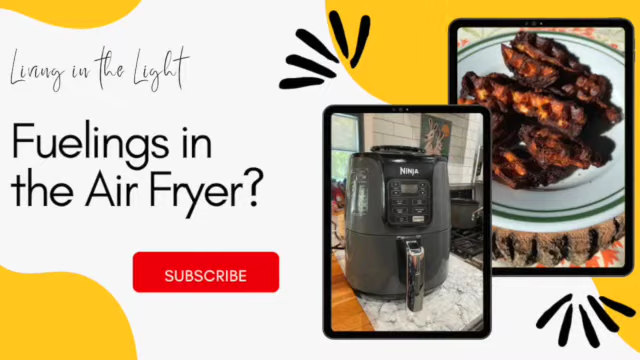 Living in the Light
Fuelings in
the Air Fryer?
SUBSCRIBE
NINJA